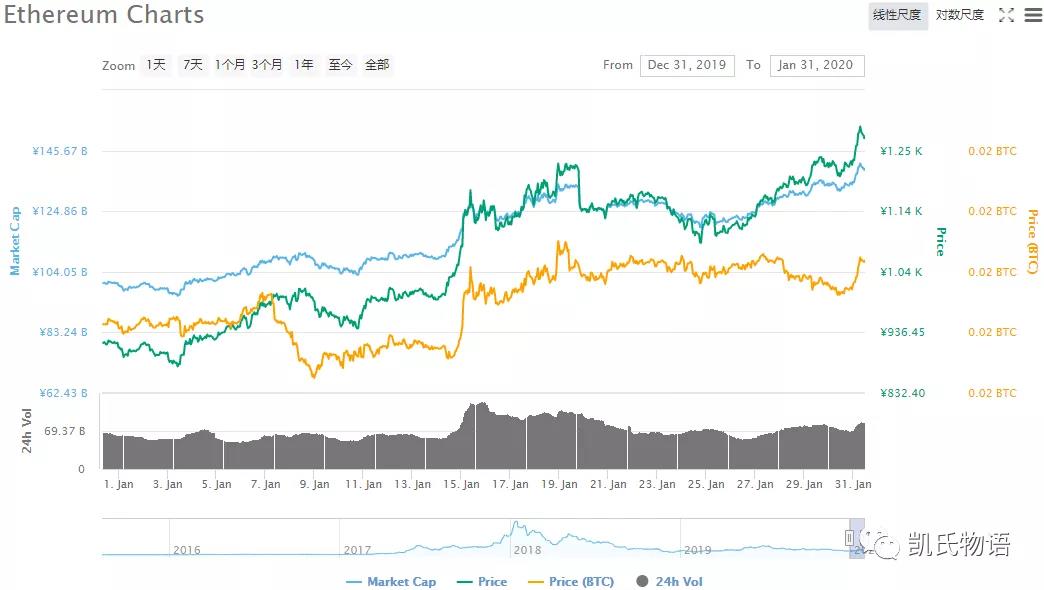 Ethereum Charts
线性尺度 对数尺度
Zoom 1天 7天 1个月 3个月 1年 至今 全部 From Dec 31, 2019 To Jan 31, 2020
¥145.67 B ¥1.25 K 0.02 BTC
¥124.86 B ¥1.14 K 0.02 BTC
Market Cap Price Price (BTC)
¥104.05 B ¥1.04 K 0.02 BTC
¥83.24 B ¥936.45 0.02 BTC
¥62.43 B ¥832.40 0.02 BTC
24h Vol
69.37 B
0
1. Jan 3. Jan 5. Jan 7. Jan 9. Jan 11. Jan 13. Jan 15. Jan 17. Jan 19. Jan 21. Jan 23. Jan 25. Jan 27. Jan 29. Jan 31. Jan
2016 2017 2018 2019
凯氏物语
Market Cap Price Price (BTC) 24h Vol